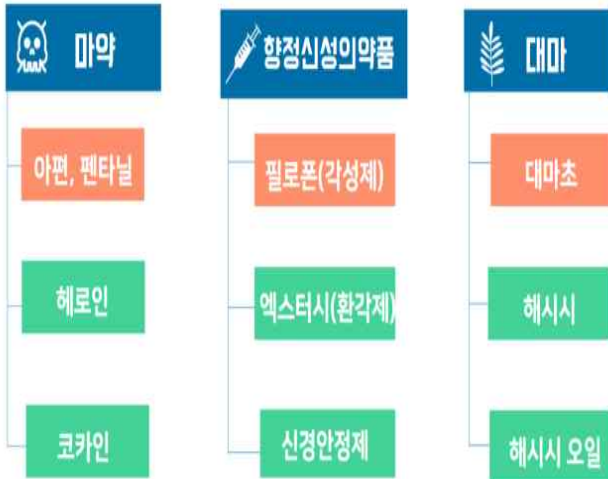 마약
향정신성의약품
대마
아편, 펜타닐
필로폰(각성제)
대마초
헤로인
엑스터시(환각제)
해시시
코카인
신경안정제
해시시 오일